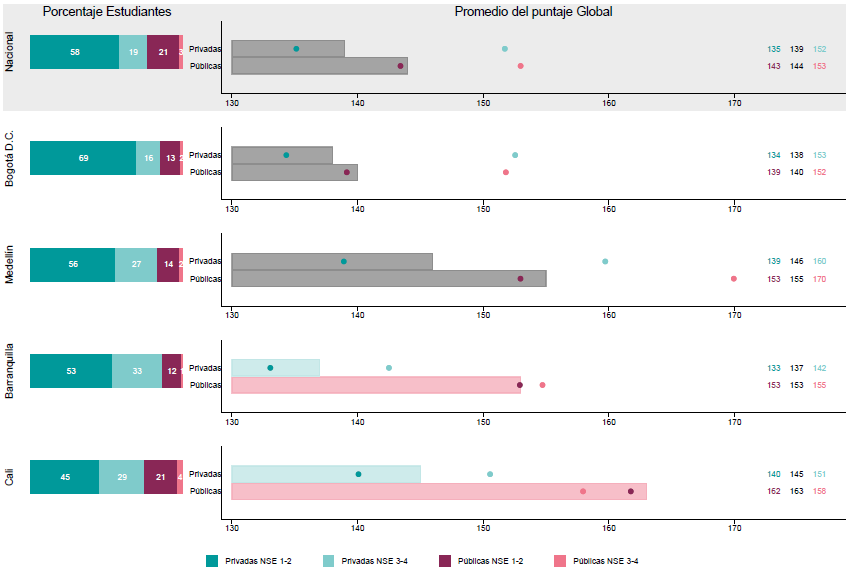 Porcentaje Estudiantes Promedio del puntaje Global
Nacional
58 19 21 3
Privadas 135 139 152
Públicas 143 144 153
130 140 150 160 170
Bogotá D.C.
69 16 13 2
Privadas 134 138 153
Públicas 139 140 152
130 140 150 160 170
Medellín
56 27 14 2
Privadas 139 146 160
Públicas 153 155 170
130 140 150 160 170
Barranquilla
53 33 12
Privadas 133 137 142
Públicas 153 153 155
130 140 150 160 170
Cali
45 29 21 4
Privadas 140 145 151
Públicas 162 163 158
130 140 150 160 170
Privadas NSE 1-2 Privadas NSE 3-4 Públicas NSE 1-2 Públicas NSE 3-4